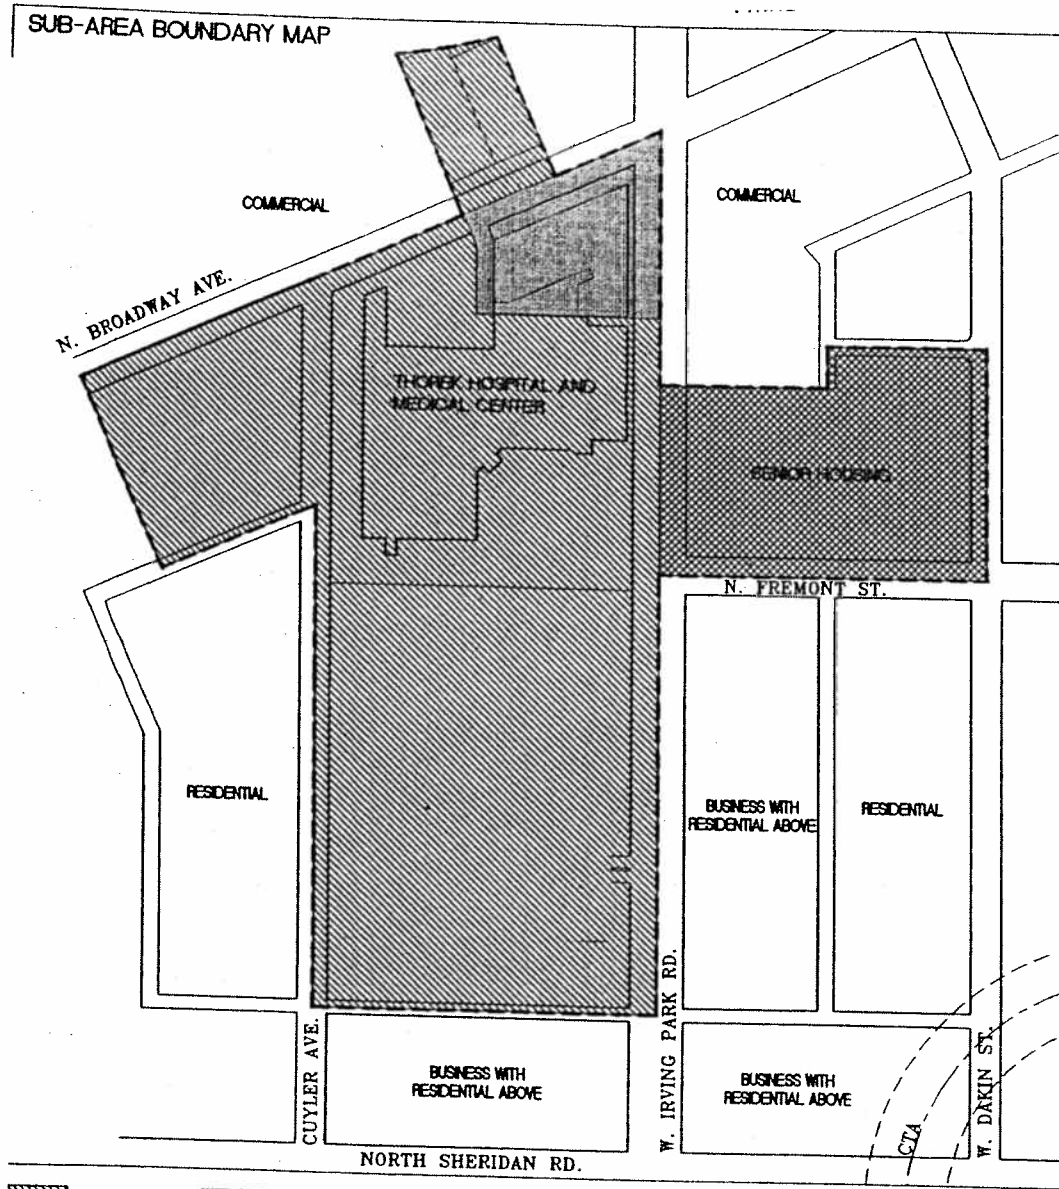 SUB-AREA BOUNDARY MAP
COMMERCIAL
COMMERCIAL
N. BROADWAY AVE.
THOREK HOSPITAL AND
MEDICAL CENTER
SENIOR HOUSING
N. FREMONT ST.
RESIDENTIAL
BUSINESS WITH
RESIDENTIAL ABOVE
RESIDENTIAL
CUYLER AVE.
W. IRVING PARK RD.
W. DAKIN ST.
BUSINESS WITH
RESIDENTIAL ABOVE
BUSINESS WITH
RESIDENTIAL ABOVE
CTA
NORTH SHERIDAN RD.